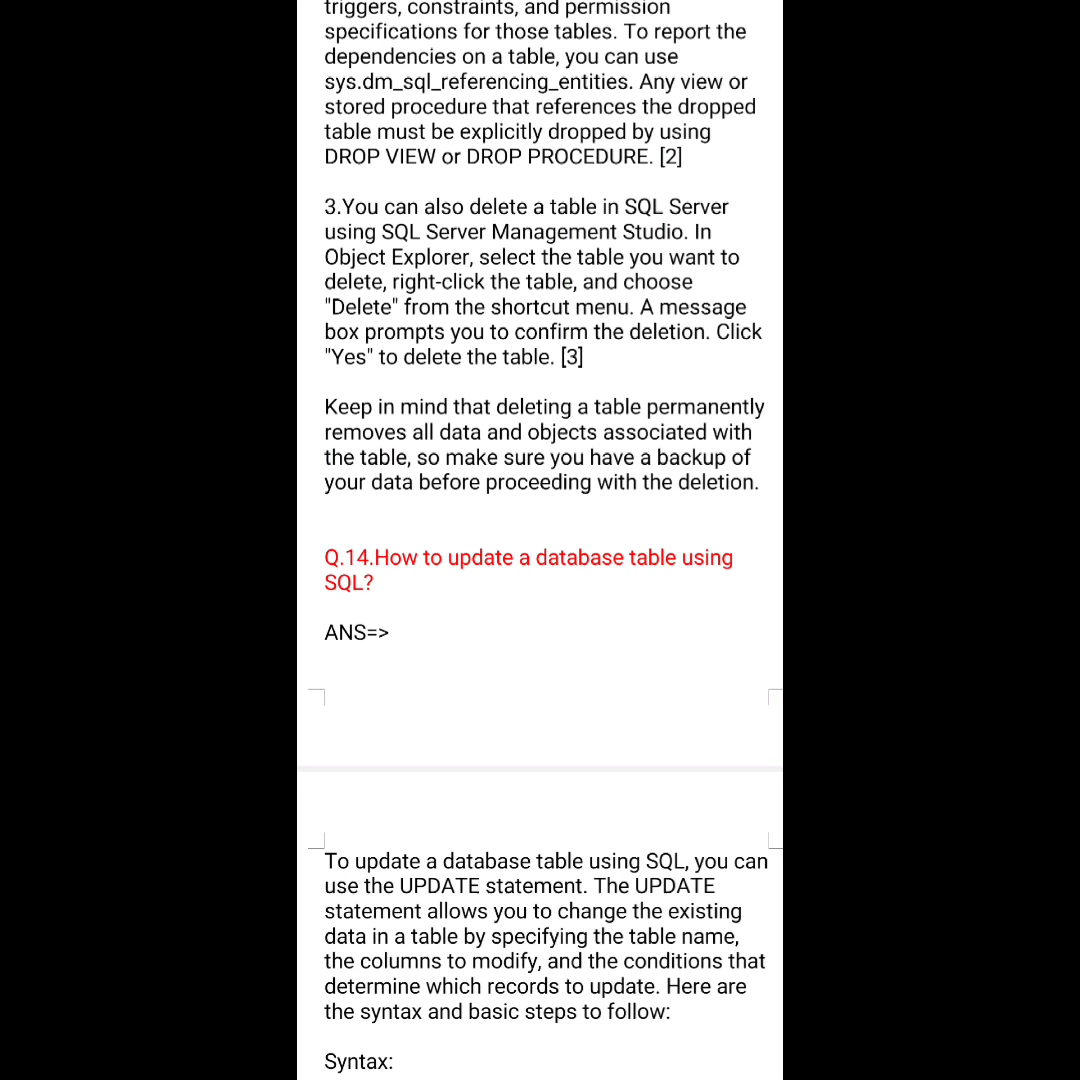 triggers, constraints, and permission
specifications for those tables. To report the
dependencies on a table, you can use
sys.dm_sql_referencing_entities. Any view or
stored procedure that references the dropped
table must be explicitly dropped by using
DROP VIEW or DROP PROCEDURE. [2]
3.You can also delete a table in SQL Server
using SQL Server Management Studio. In
Object Explorer, select the table you want to
delete, right-click the table, and choose
"Delete" from the shortcut menu. A message
box prompts you to confirm the deletion. Click
"Yes" to delete the table. [3]
Keep in mind that deleting a table permanently
removes all data and objects associated with
the table, so make sure you have a backup of
your data before proceeding with the deletion.
Q.14.How to update a database table using
SQL?
ANS=>
To update a database table using SQL, you can
use the UPDATE statement. The UPDATE
statement allows you to change the existing
data in a table by specifying the table name,
the columns to modify, and the conditions that
determine which records to update. Here are
the syntax and basic steps to follow:
Syntax: